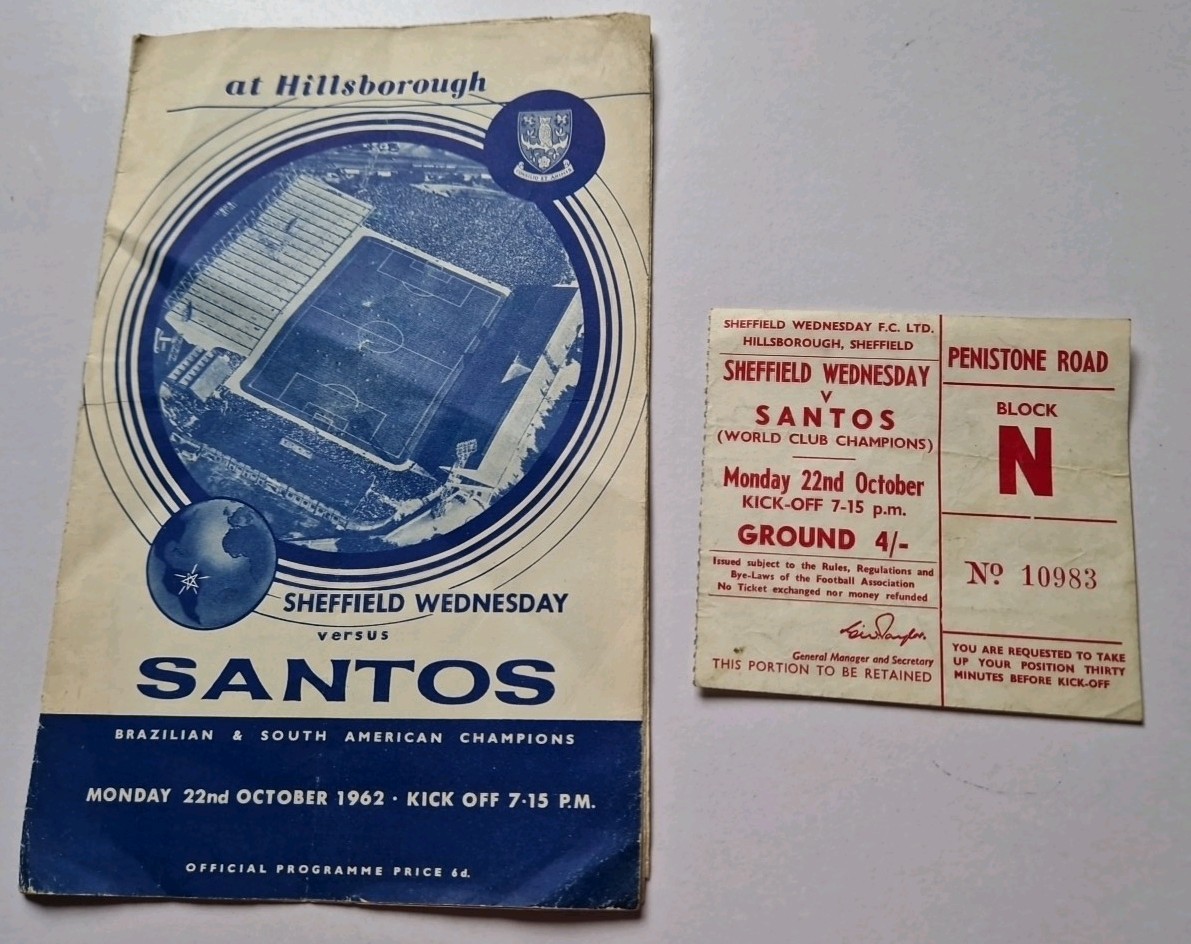 at Hillsborough
CONSILIO ET ANIMIS
SHEFFIELD WEDNESDAY
versus
SANTOS
BRAZILIAN & SOUTH AMERICAN CHAMPIONS
MONDAY 22nd OCTOBER 1962 · KICK OFF 7·15 P.M.
OFFICIAL PROGRAMME PRICE 6d.
SHEFFIELD WEDNESDAY F.C. LTD.
HILLSBOROUGH, SHEFFIELD
SHEFFIELD WEDNESDAY
v
SANTOS
(WORLD CLUB CHAMPIONS)
Monday 22nd October
KICK-OFF 7-15 p.m.
GROUND 4/-
Issued subject to the Rules, Regulations and
Bye-Laws of the Football Association
No Ticket exchanged nor money refunded
General Manager and Secretary
THIS PORTION TO BE RETAINED
PENISTONE ROAD
BLOCK
N
Nº 10983
YOU ARE REQUESTED TO TAKE
UP YOUR POSITION THIRTY
MINUTES BEFORE KICK-OFF